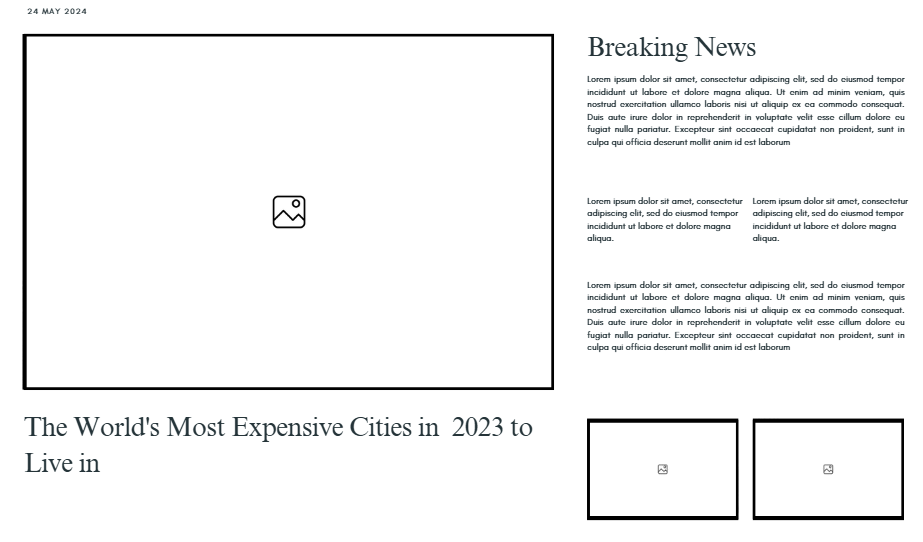 24 MAY 2024
Breaking News
Lorem ipsum dolor sit amet, consectetur adipiscing elit, sed do eiusmod tempor
incididunt ut labore et dolore magna aliqua. Ut enim ad minim veniam, quis
nostrud exercitation ullamco laboris nisi ut aliquip ex ea commodo consequat.
Duis aute irure dolor in reprehenderit in voluptate velit esse cillum dolore eu
fugiat nulla pariatur. Excepteur sint occaecat cupidatat non proident, sunt in
culpa qui officia deserunt mollit anim id est laborum
Lorem ipsum dolor sit amet, consectetur
adipiscing elit, sed do eiusmod tempor
incididunt ut labore et dolore magna
aliqua.
Lorem ipsum dolor sit amet, consectetur
adipiscing elit, sed do eiusmod tempor
incididunt ut labore et dolore magna
aliqua.
Lorem ipsum dolor sit amet, consectetur adipiscing elit, sed do eiusmod tempor
incididunt ut labore et dolore magna aliqua. Ut enim ad minim veniam, quis
nostrud exercitation ullamco laboris nisi ut aliquip ex ea commodo consequat.
Duis aute irure dolor in reprehenderit in voluptate velit esse cillum dolore eu
fugiat nulla pariatur. Excepteur sint occaecat cupidatat non proident, sunt in
culpa qui officia deserunt mollit anim id est laborum
The World's Most Expensive Cities in  2023 to
Live in